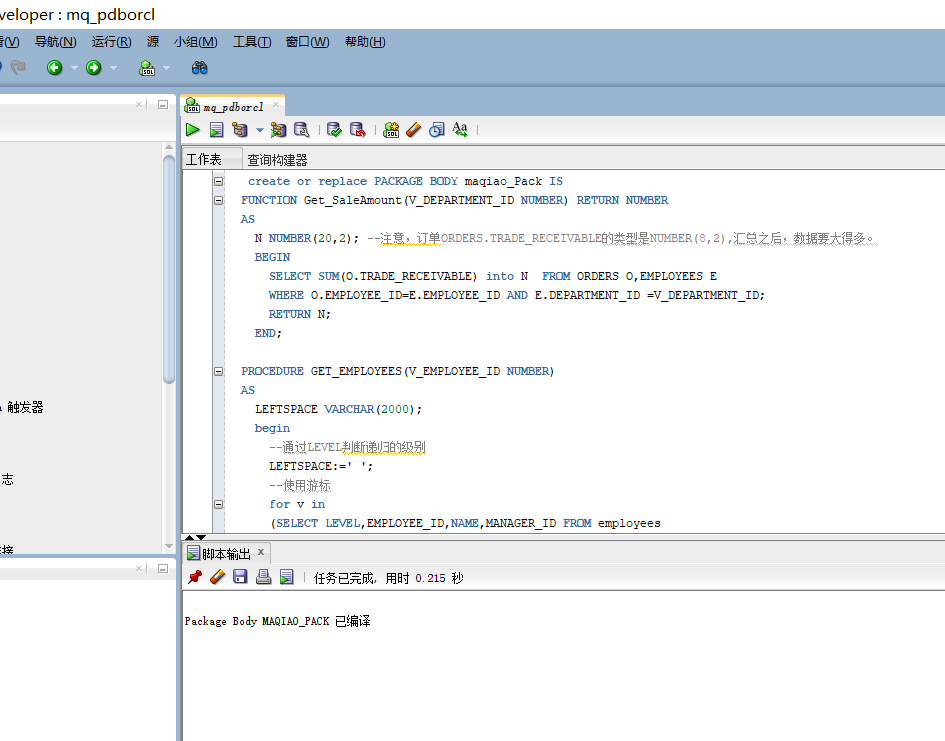 veloper : mq_pdborcl
看(V) 导航(N) 运行(R) 源 小组(M) 工具(T) 窗口(W) 帮助(H)
mq_pdborcl
工作表 查询构建器
create or replace PACKAGE BODY maqiao_Pack IS
FUNCTION Get_SaleAmount(V_DEPARTMENT_ID NUMBER) RETURN NUMBER
AS
N NUMBER(20,2); --注意，订单ORDERS.TRADE_RECEIVABLE的类型是NUMBER(8,2),汇总之后，数据要大得多。
BEGIN
SELECT SUM(O.TRADE_RECEIVABLE) into N FROM ORDERS O,EMPLOYEES E
WHERE O.EMPLOYEE_ID=E.EMPLOYEE_ID AND E.DEPARTMENT_ID =V_DEPARTMENT_ID;
RETURN N;
END;
PROCEDURE GET_EMPLOYEES(V_EMPLOYEE_ID NUMBER)
AS
LEFTSPACE VARCHAR(2000);
begin
--通过LEVEL判断递归的级别
LEFTSPACE:=' ';
--使用游标
for v in
(SELECT LEVEL,EMPLOYEE_ID,NAME,MANAGER_ID FROM employees
触发器
志
接
脚本输出
任务已完成, 用时 0.215 秒
Package Body MAQIAO_PACK 已编译